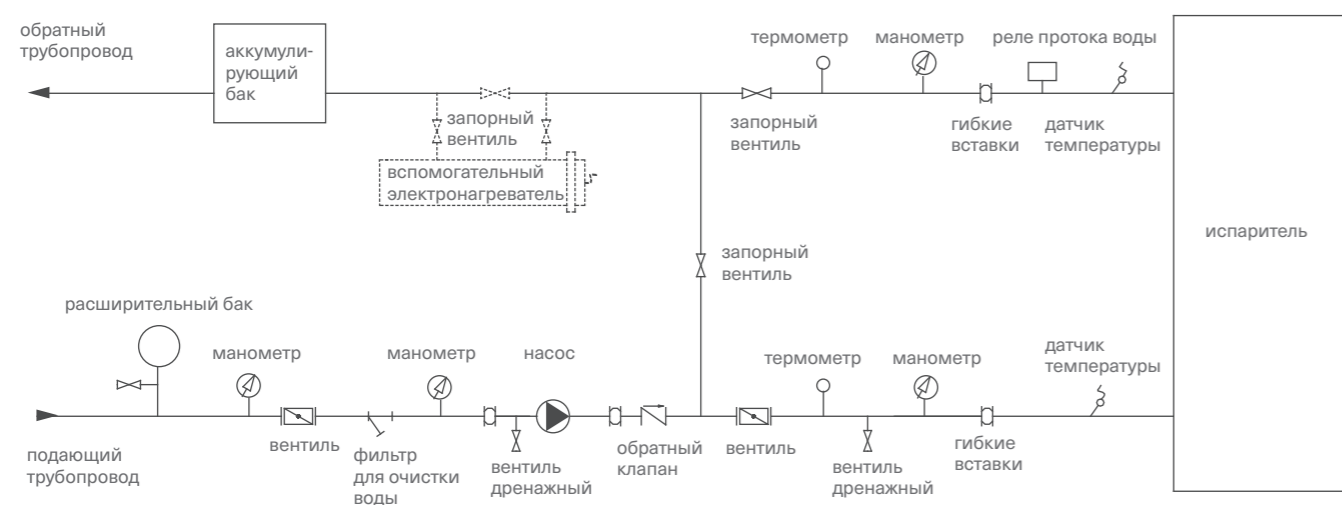 обратный
трубопровод
аккумули-
рующий
бак
термометр
манометр
реле протока воды
запорный
вентиль
запорный
вентиль
гибкие
вставки
датчик
температуры
вспомогательный
электронагреватель
испаритель
запорный
вентиль
расширительный бак
манометр
манометр
насос
термометр
манометр
датчик
температуры
подающий
трубопровод
вентиль
фильтр
для очистки
воды
вентиль
дренажный
обратный
клапан
вентиль
вентиль
дренажный
гибкие
вставки